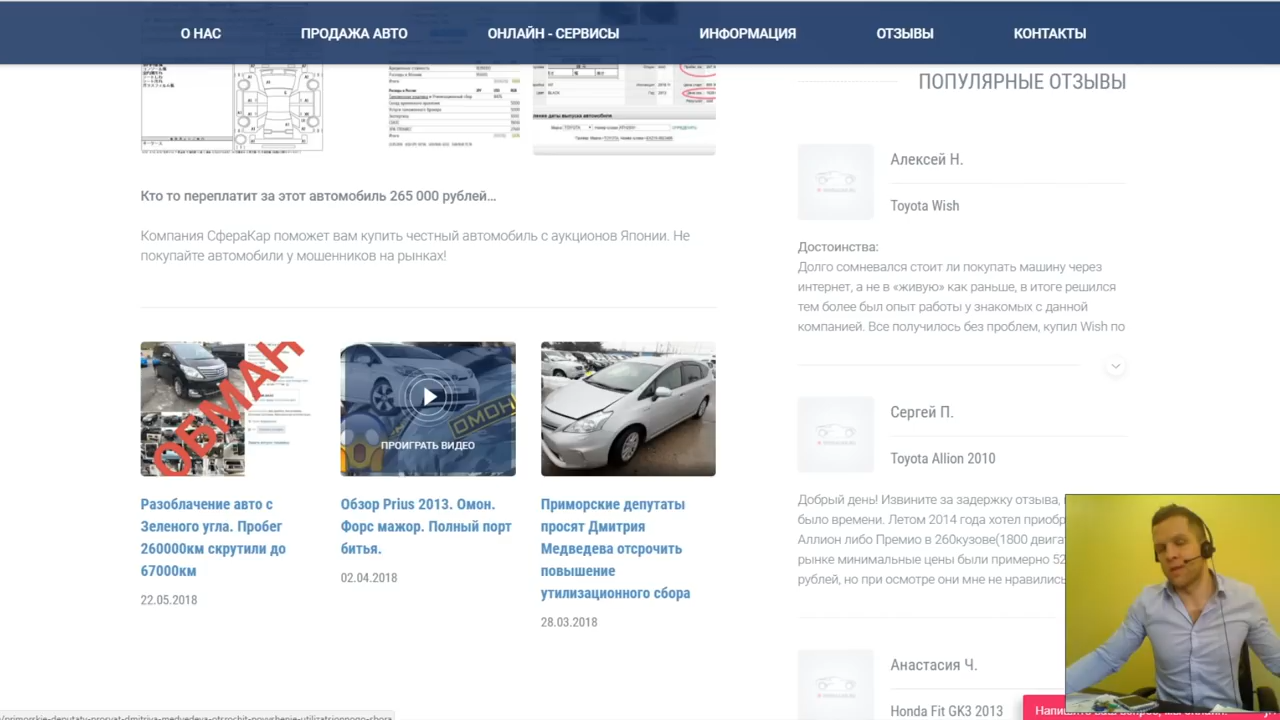 О НАС
ПРОДАЖА АВТО
ОНЛАЙН - СЕРВИСЫ
ИНФОРМАЦИЯ
ОТЗЫВЫ
КОНТАКТЫ
Кто то переплатит за этот автомобиль 265 000 рублей…
Компания СфераКар поможет вам купить честный автомобиль с аукционов Японии. Не
покупайте автомобили у мошенников на рынках!
ОБМАН
ОМОН
ПРОИГРАТЬ ВИДЕО
Разоблачение авто с
Зеленого угла. Пробег
260000км скрутили до
67000км
22.05.2018
Обзор Prius 2013. Омон.
Форс мажор. Полный порт
битья.
02.04.2018
Приморские депутаты
просят Дмитрия
Медведева отсрочить
повышение
утилизационного сбора
28.03.2018
ПОПУЛЯРНЫЕ ОТЗЫВЫ
Алексей Н.
Toyota Wish
Достоинства:
Долго сомневался стоит ли покупать машину через
интернет, а не в «живую» как раньше, в итоге решился
тем более был опыт работы у знакомых с данной
компанией. Все получилось без проблем, купил Wish по
Сергей П.
Toyota Allion 2010
Добрый день! Извините за задержку отзыва,
было времени. Летом 2014 года хотел приобр
Аллион либо Премио в 260кузове(1800 двига
рынке минимальные цены были примерно 52
рублей, но при осмотре они мне не нравились
Анастасия Ч.
Honda Fit GK3 2013